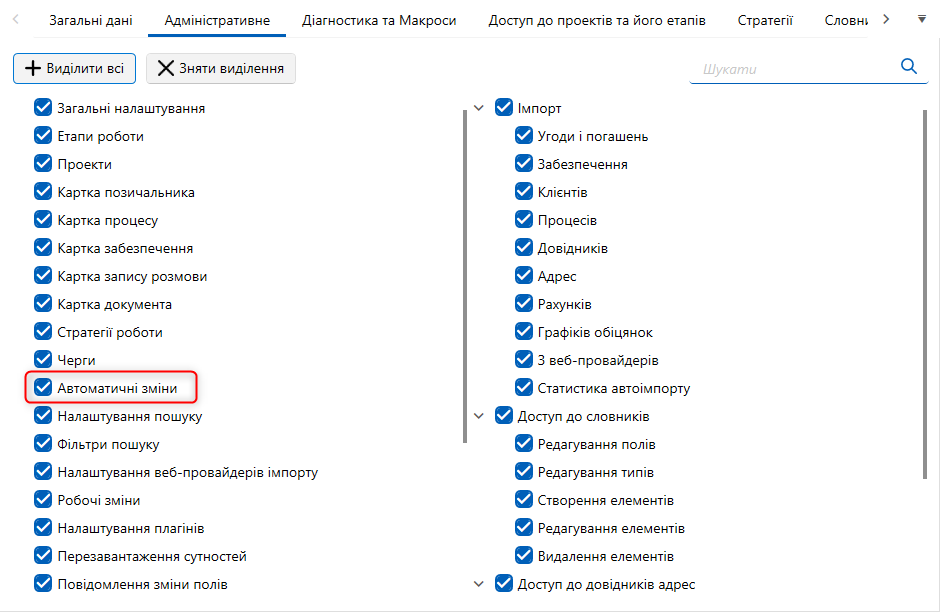 Загальні дані
Адміністративне
Діагностика та Макроси
Доступ до проектів та його етапів
Стратегії
Словни
Виділити всі
Зняти виділення
Шукати
Загальні налаштування
Етапи роботи
Проекти
Картка позичальника
Картка процесу
Картка забезпечення
Картка запису розмови
Картка документа
Стратегії роботи
Черги
Автоматичні зміни
Налаштування пошуку
Фільтри пошуку
Налаштування веб-провайдерів імпорту
Робочі зміни
Налаштування плагінів
Перезавантаження сутностей
Повідомлення зміни полів
Імпорт
Угоди і погашень
Забезпечення
Клієнтів
Процесів
Довідників
Адрес
Рахунків
Графіків обіцянок
З веб-провайдерів
Статистика автоімпорту
Доступ до словників
Редагування полів
Редагування типів
Створення елементів
Редагування елементів
Видалення елементів
Доступ до довідників адрес